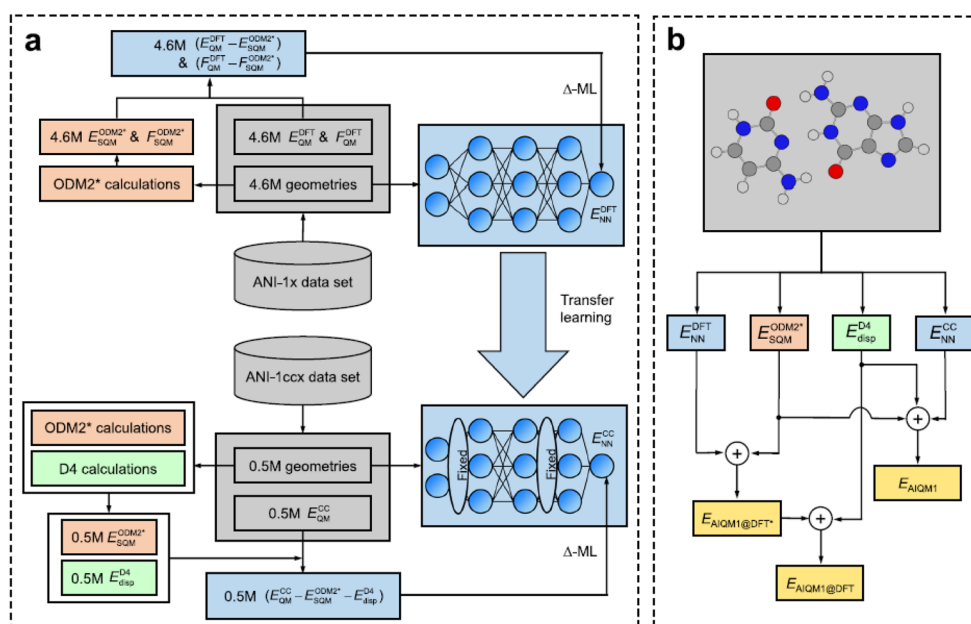 a
4.6M (E_QM^DFT − E_SQM^ODM2*)
& (F_QM^DFT − F_SQM^ODM2*)
Δ-ML
4.6M E_SQM^ODM2* & F_SQM^ODM2*
4.6M E_QM^DFT & F_QM^DFT
ODM2* calculations
4.6M geometries
E_NN^DFT
ANI-1x data set
Transfer
learning
ANI-1ccx data set
ODM2* calculations
D4 calculations
0.5M geometries
Fixed
Fixed
E_NN^CC
0.5M E_QM^CC
0.5M E_SQM^ODM2*
0.5M E_disp^D4
Δ-ML
0.5M (E_QM^CC − E_SQM^ODM2* − E_disp^D4)
b
E_NN^DFT
E_SQM^ODM2*
E_disp^D4
E_NN^CC
+
+
E_AIQM1
E_AIQM1@DFT*
+
E_AIQM1@DFT